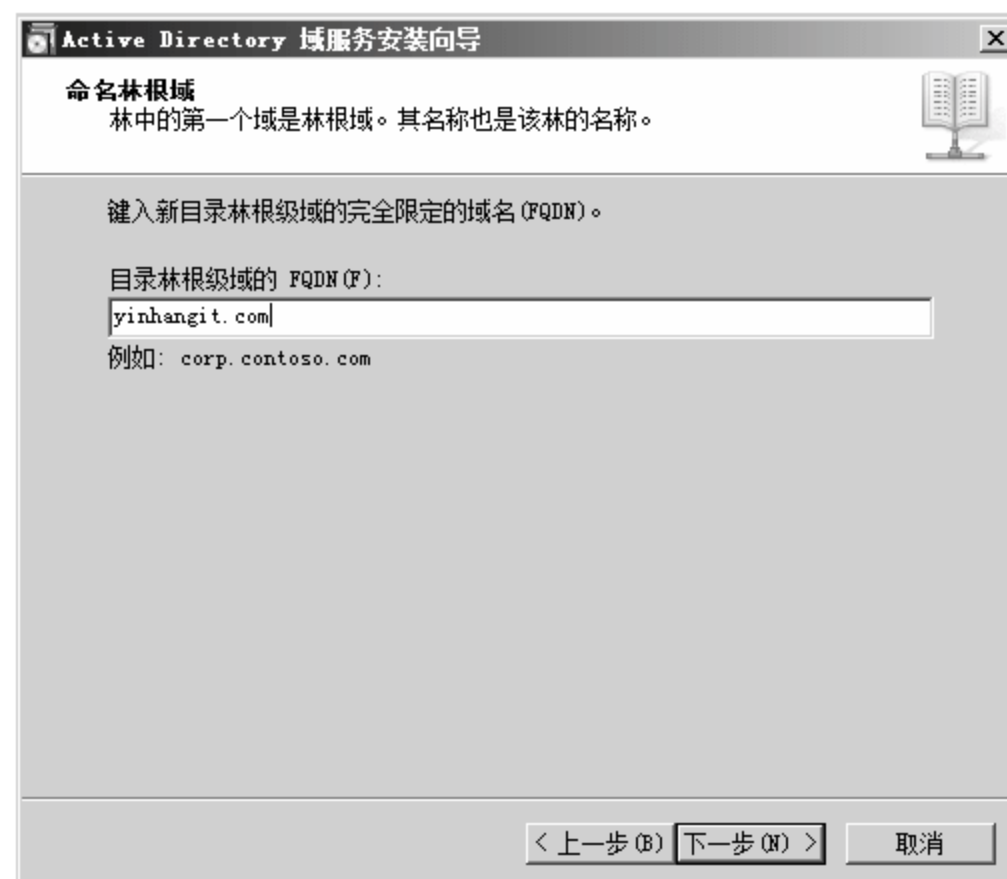 Active Directory 域服务安装向导
命名林根域
林中的第一个域是林根域。其名称也是该林的名称。
键入新目录林根级域的完全限定的域名(FQDN)。
目录林根级域的 FQDN(F):
yinhangit.com
例如: corp.contoso.com
< 上一步(B) 下一步(N) > 取消